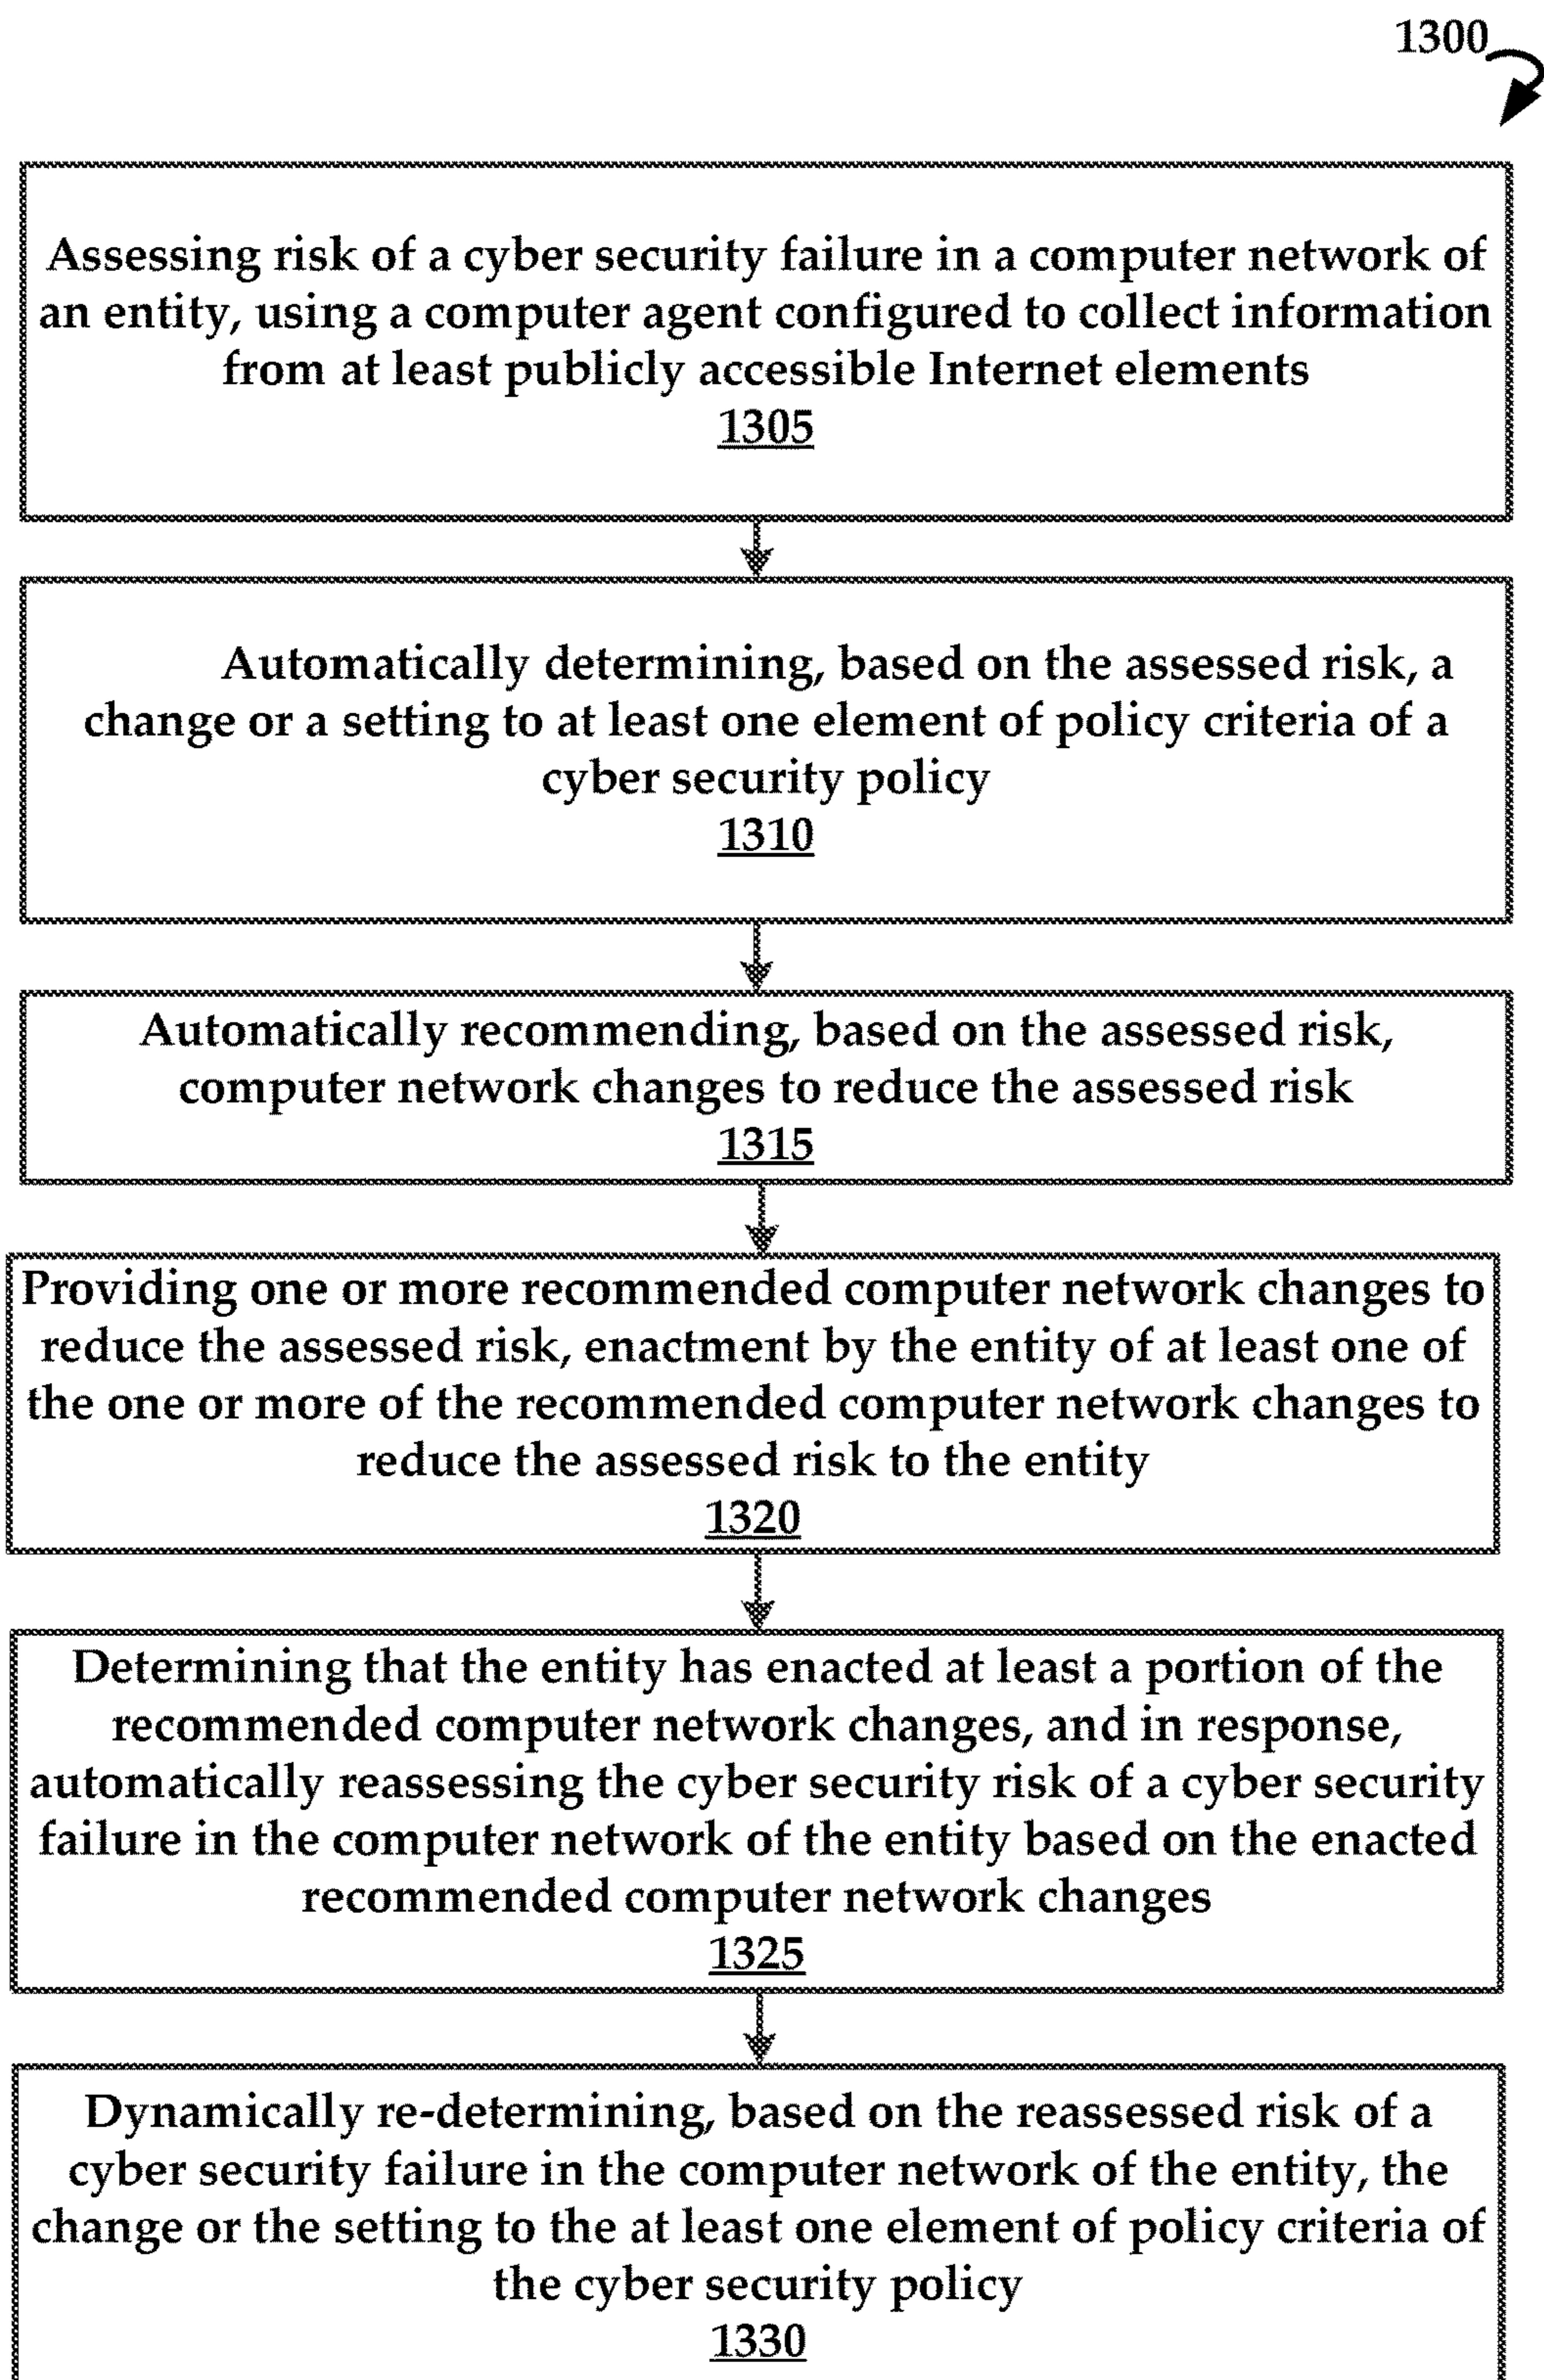 1300
Assessing risk of a cyber security failure in a computer network of
an entity, using a computer agent configured to collect information
from at least publicly accessible Internet elements
1305
Automatically determining, based on the assessed risk, a
change or a setting to at least one element of policy criteria of a
cyber security policy
1310
Automatically recommending, based on the assessed risk,
computer network changes to reduce the assessed risk
1315
Providing one or more recommended computer network changes to
reduce the assessed risk, enactment by the entity of at least one of
the one or more of the recommended computer network changes to
reduce the assessed risk to the entity
1320
Determining that the entity has enacted at least a portion of the
recommended computer network changes, and in response,
automatically reassessing the cyber security risk of a cyber security
failure in the computer network of the entity based on the enacted
recommended computer network changes
1325
Dynamically re-determining, based on the reassessed risk of a
cyber security failure in the computer network of the entity, the
change or the setting to the at least one element of policy criteria of
the cyber security policy
1330